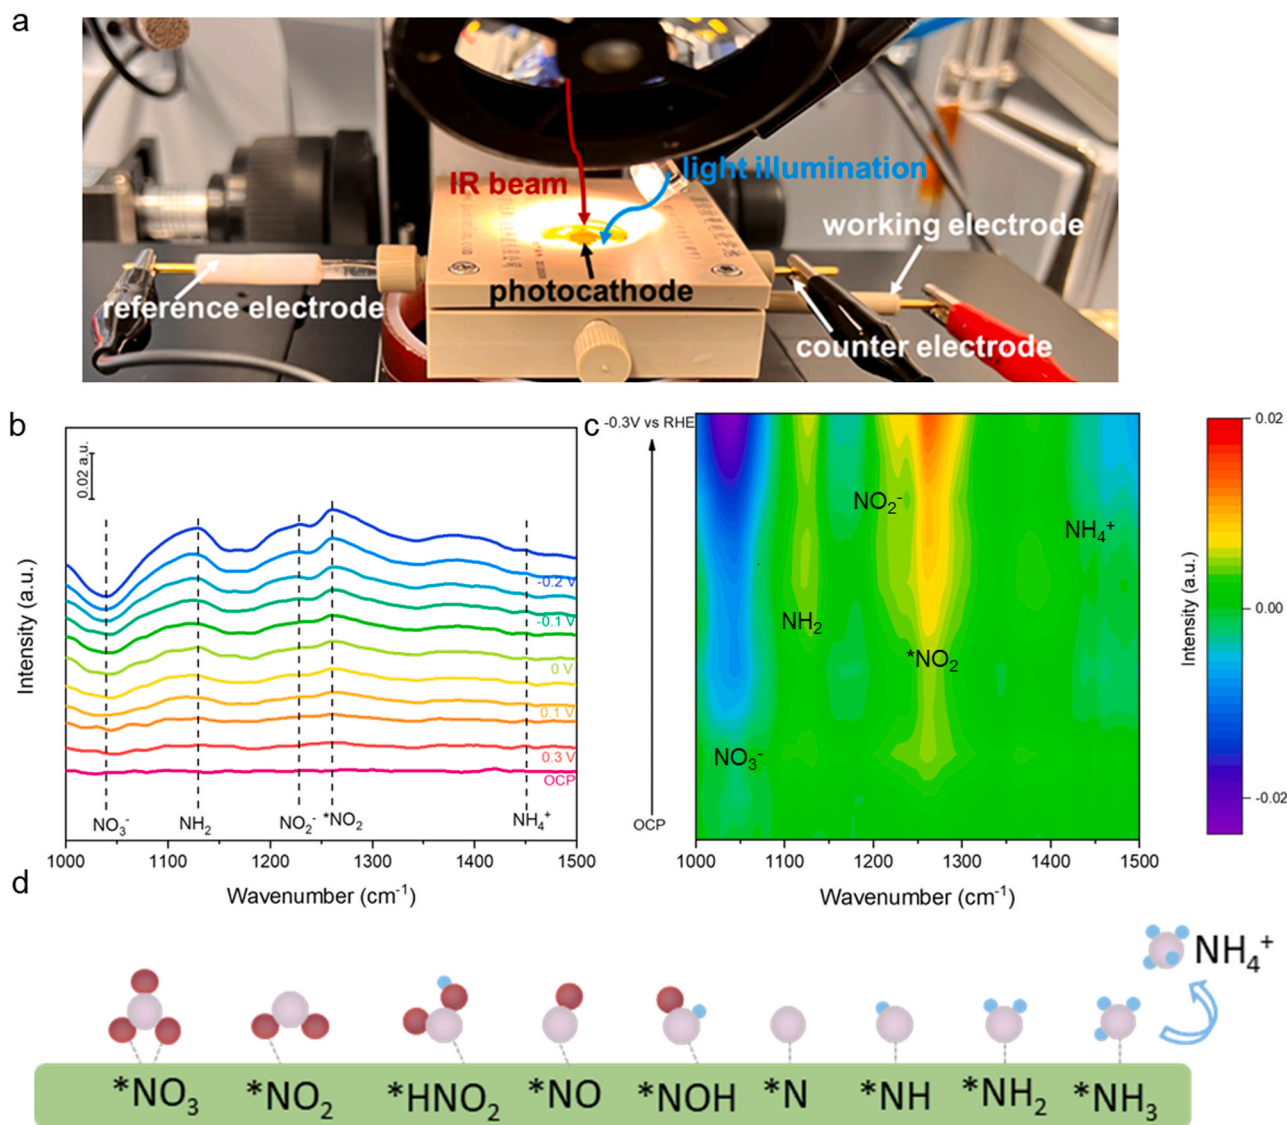 a
IR beam
light illumination
working electrode
reference electrode
photocathode
counter electrode
b
0.02 a.u.
Intensity (a.u.)
-0.2 V
-0.1 V
0 V
0.1 V
0.3 V
OCP
NO₃⁻
NH₂
NO₂⁻
*NO₂
NH₄⁺
1000
1100
1200
1300
1400
1500
Wavenumber (cm⁻¹)
c
-0.3V vs RHE
OCP
NO₂⁻
NH₄⁺
NH₂
*NO₂
NO₃⁻
1000
1100
1200
1300
1400
1500
Wavenumber (cm⁻¹)
0.02
0.00
-0.02
Intensity (a.u.)
d
NH₄⁺
*NO₃
*NO₂
*HNO₂
*NO
*NOH
*N
*NH
*NH₂
*NH₃